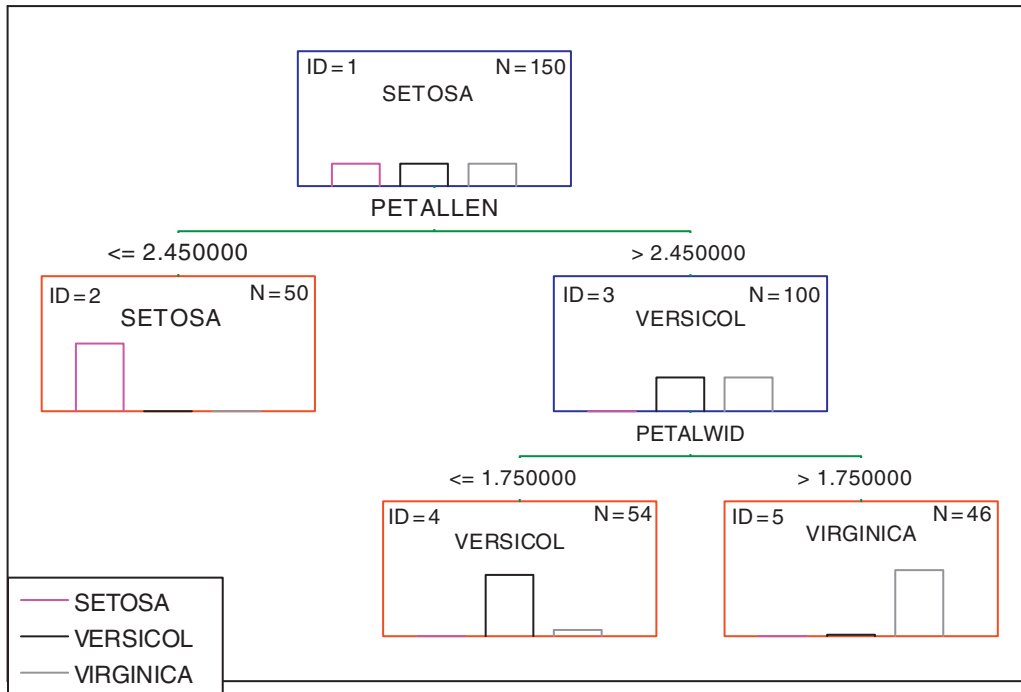 ID=1 N=150
SETOSA
PETALLEN
<= 2.450000 > 2.450000
ID=2 N=50
SETOSA
ID=3 N=100
VERSICOL
PETALWID
<= 1.750000 > 1.750000
ID=4 N=54
VERSICOL
ID=5 N=46
VIRGINICA
SETOSA
VERSICOL
VIRGINICA